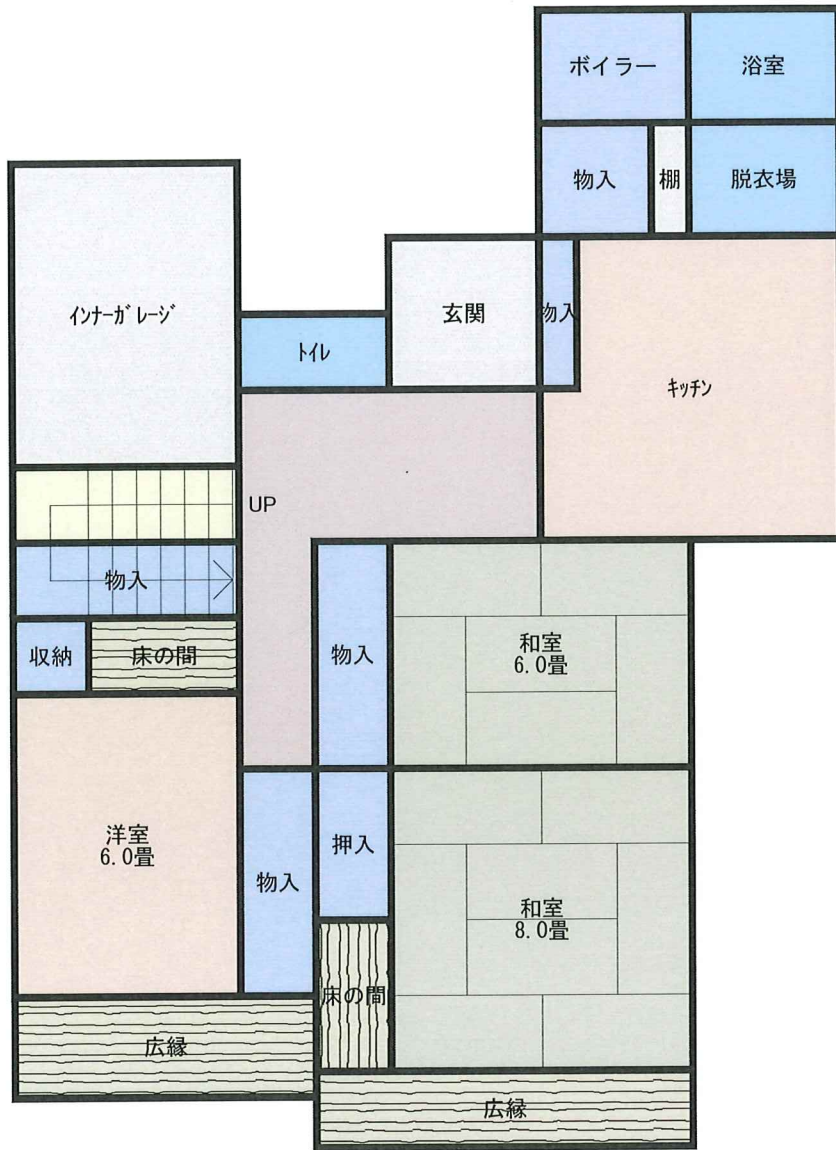 ボイラー
浴室
物入
棚
脱衣場
インナーガレージ
トイレ
玄関
物入
キッチン
UP
物入
収納
床の間
物入
和室
6.0畳
洋室
6.0畳
物入
押入
和室
8.0畳
床の間
広縁
広縁